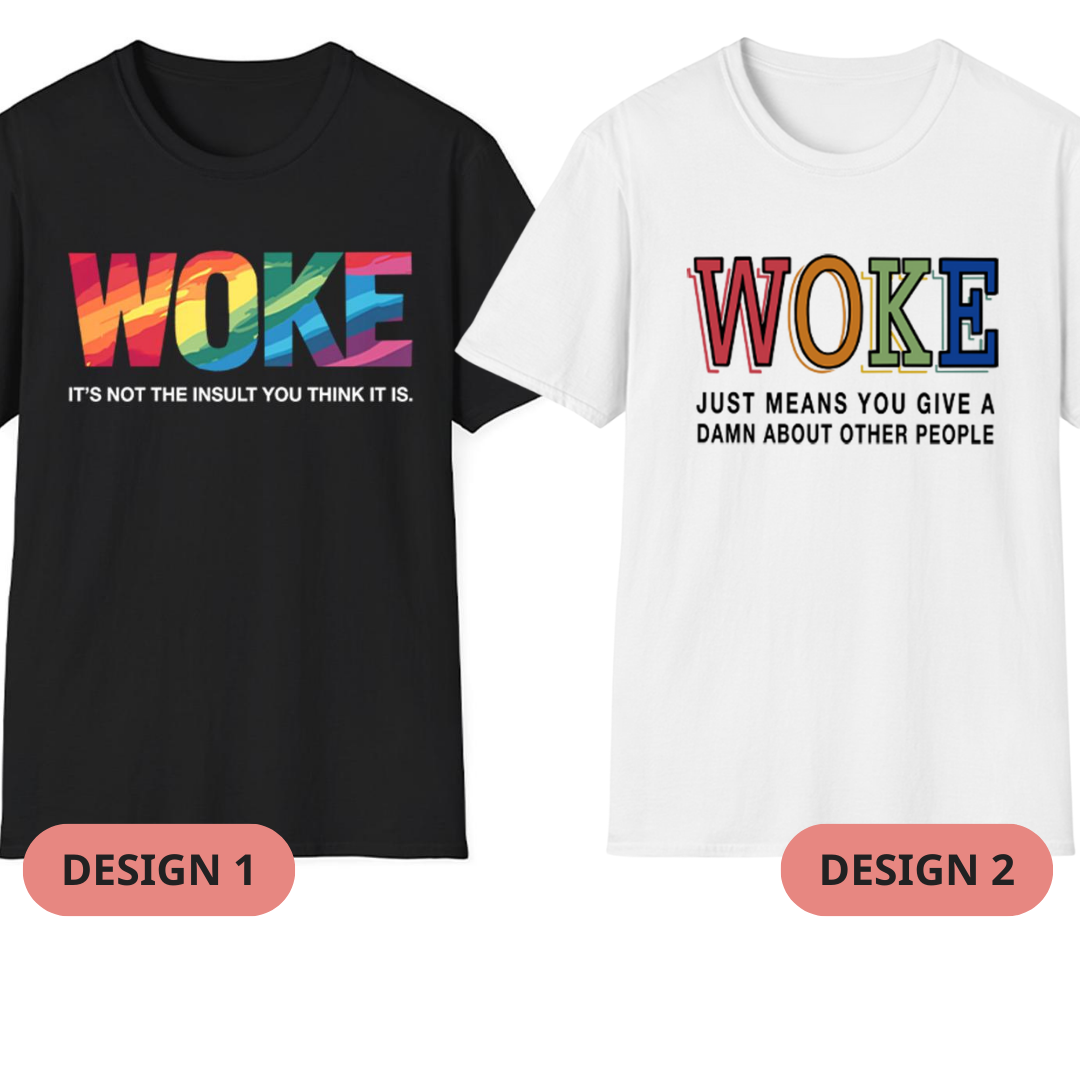 WOKE
IT'S NOT THE INSULT YOU THINK IT IS.
WOKE
JUST MEANS YOU GIVE A
DAMN ABOUT OTHER PEOPLE
DESIGN 1
DESIGN 2